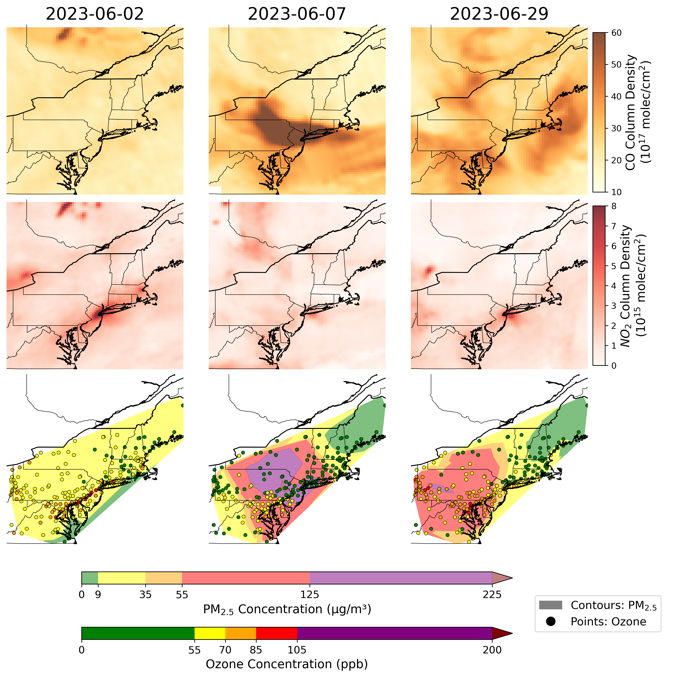 2023-06-02 2023-06-07 2023-06-29
60
50
40
30
20
10
CO Column Density
(10¹⁷ molec/cm²)
8
7
6
5
4
3
2
1
0
NO₂ Column Density
(10¹⁵ molec/cm²)
0 9 35 55 125 225
PM₂.₅ Concentration (μg/m³)
Contours: PM₂.₅
Points: Ozone
0 55 70 85 105 200
Ozone Concentration (ppb)